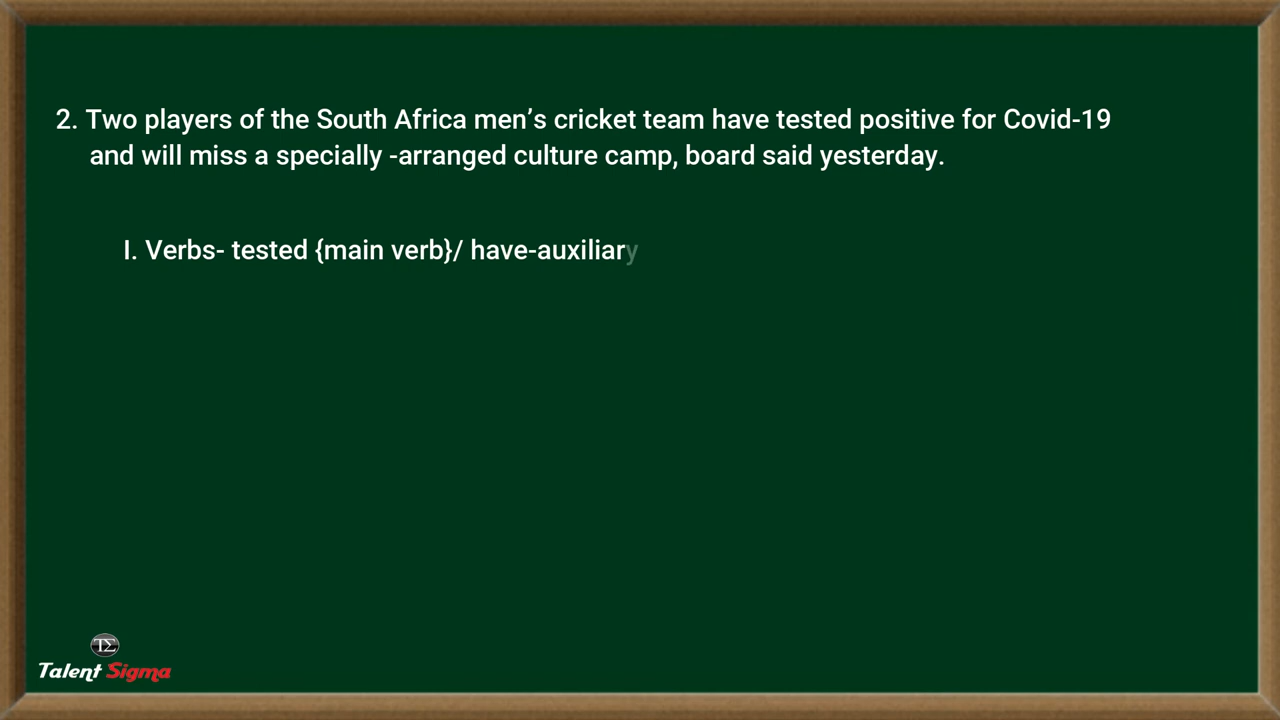 2. Two players of the South Africa men’s cricket team have tested positive for Covid-19
and will miss a specially -arranged culture camp, board said yesterday.
I. Verbs- tested {main verb}/ have-auxiliary
TΣ
Talent Sigma